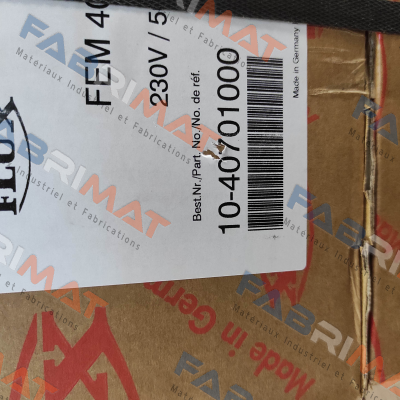 FLUX
FEM 40
230V / 5
Best.Nr./Part. No./No. de réf.
10-40701000
Made in Germany
Made in Germ
FABRIMAT
Materiaux Industriel et Fabrications